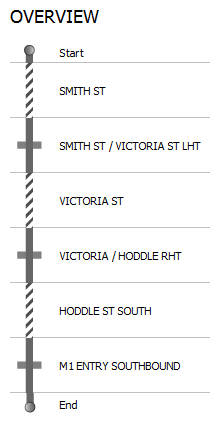 OVERVIEW
Start
SMITH ST
SMITH ST / VICTORIA ST LHT
VICTORIA ST
VICTORIA / HODDLE RHT
HODDLE ST SOUTH
M1 ENTRY SOUTHBOUND
End